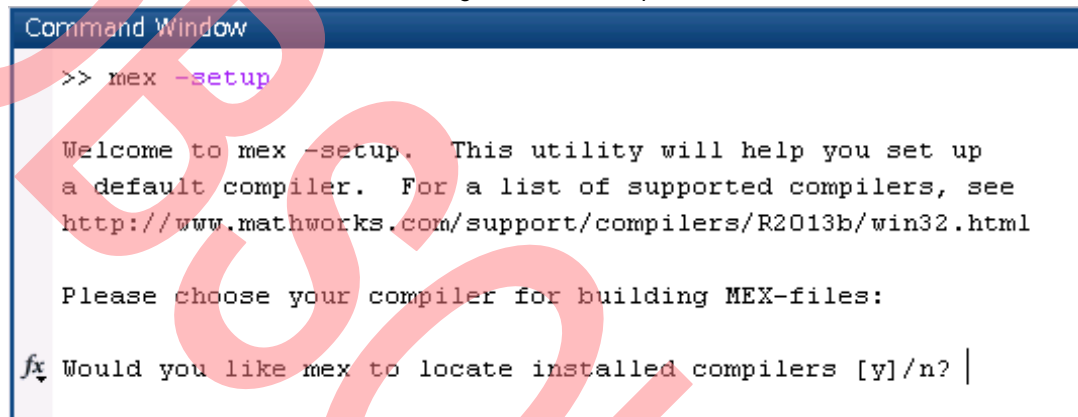 Command Window
>> mex -setup
Welcome to mex -setup.  This utility will help you set up
a default compiler.  For a list of supported compilers, see
http://www.mathworks.com/support/compilers/R2013b/win32.html
Please choose your compiler for building MEX-files:
fx Would you like mex to locate installed compilers [y]/n?